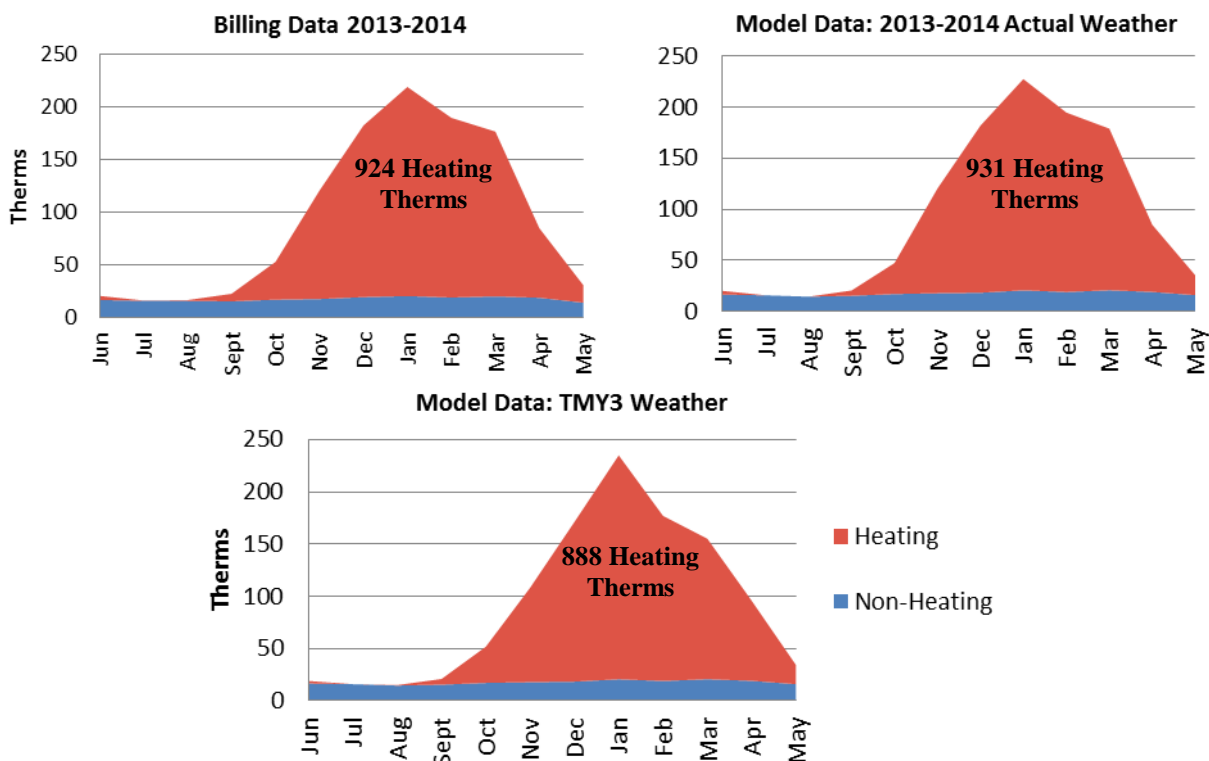 Billing Data 2013-2014
Therms
250
200
150
100
50
0
924 Heating
Therms
Jun
Jul
Aug
Sept
Oct
Nov
Dec
Jan
Feb
Mar
Apr
May
Model Data: 2013-2014 Actual Weather
250
200
150
100
50
0
931 Heating
Therms
Jun
Jul
Aug
Sept
Oct
Nov
Dec
Jan
Feb
Mar
Apr
May
Model Data: TMY3 Weather
Therms
250
200
150
100
50
0
888 Heating
Therms
Jun
Jul
Aug
Sept
Oct
Nov
Dec
Jan
Feb
Mar
Apr
May
Heating
Non-Heating